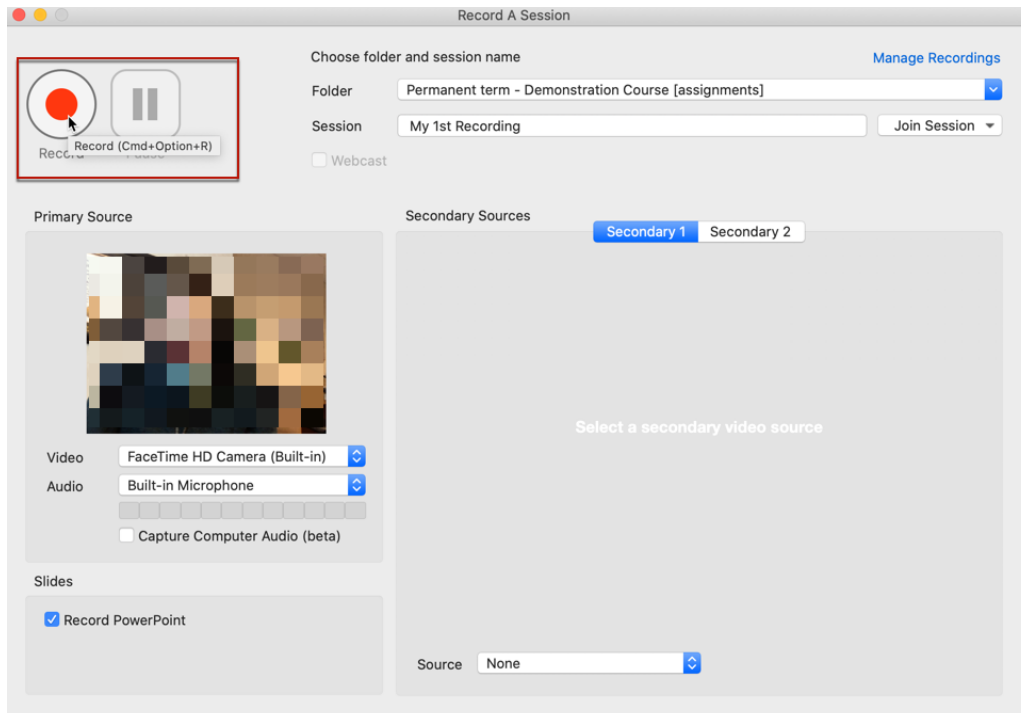 Record A Session
Choose folder and session name
Manage Recordings
Folder
Permanent term - Demonstration Course [assignments]
Session
My 1st Recording
Join Session
Record
Record (Cmd+Option+R)
Webcast
Primary Source
Secondary Sources
Secondary 1
Secondary 2
Select a secondary video source
Video
FaceTime HD Camera (Built-in)
Audio
Built-in Microphone
Capture Computer Audio (beta)
Slides
Record PowerPoint
Source
None